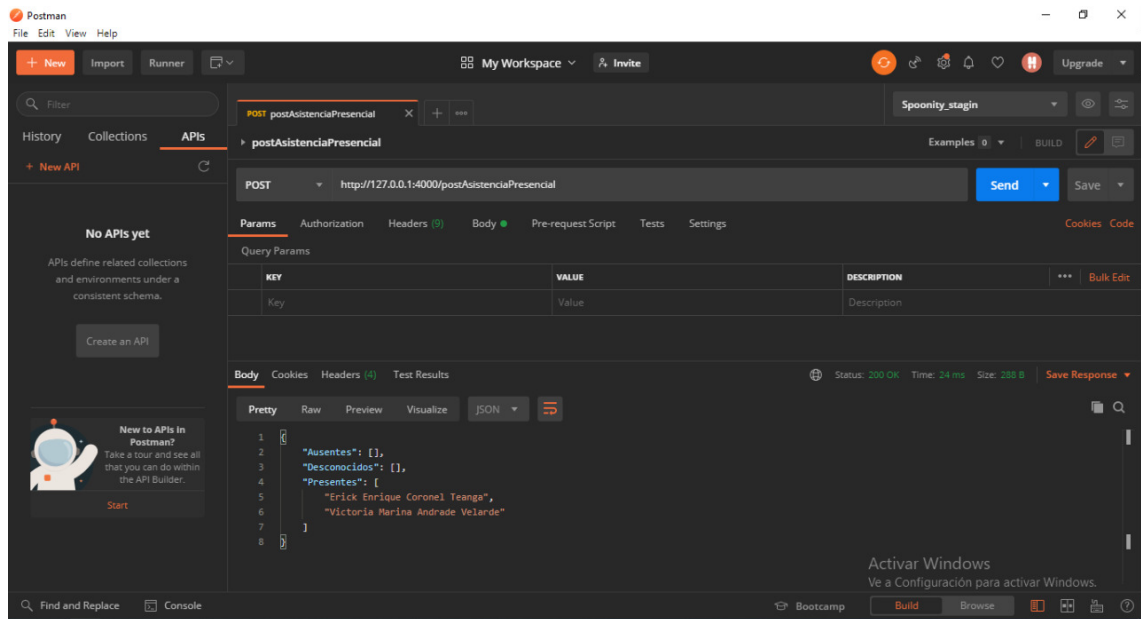 Postman
File Edit View Help
+ New Import Runner My Workspace Invite Upgrade
Filter
History Collections APIs
+ New API
No APIs yet
APIs define related collections
and environments under a
consistent schema.
Create an API
New to APIs in
Postman?
Take a tour and see all
that you can do within
the API Builder.
Start
POST postAsistenciaPresencial
Spoonity_stagin
postAsistenciaPresencial
Examples 0 BUILD
POST http://127.0.0.1:4000/postAsistenciaPresencial Send Save
Params Authorization Headers (9) Body Pre-request Script Tests Settings Cookies Code
Query Params
KEY VALUE DESCRIPTION ••• Bulk Edit
Key Value Description
Body Cookies Headers (4) Test Results Status: 200 OK Time: 24 ms Size: 288 B Save Response
Pretty Raw Preview Visualize JSON
1 {
2 "Ausentes": [],
3 "Desconocidos": [],
4 "Presentes": [
5 "Erick Enrique Coronel Teanga",
6 "Victoria Marina Andrade Velarde"
7 ]
8 }
Activar Windows
Ve a Configuración para activar Windows.
Find and Replace Console Bootcamp Build Browse